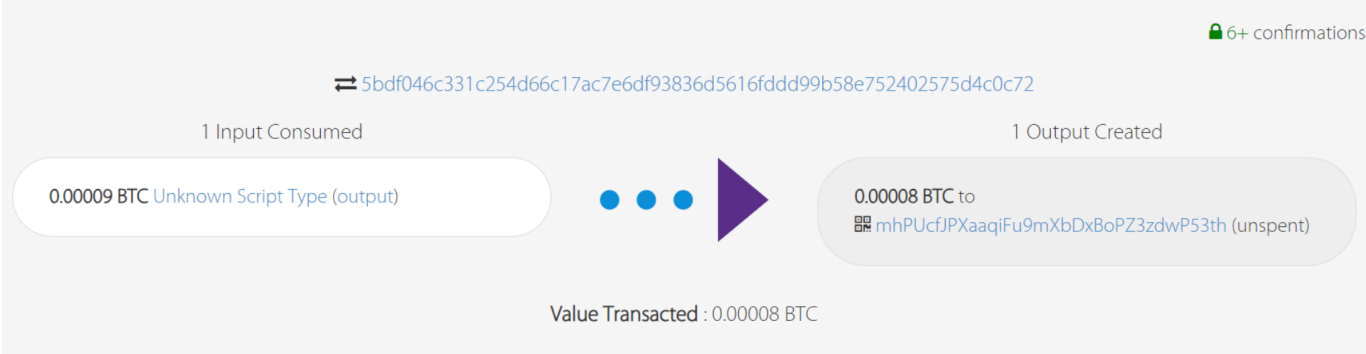 6+ confirmations
5bdf046c331c254d66c17ac7e6df93836d5616fddd99b58e752402575d4c0c72
1 Input Consumed
1 Output Created
0.00009 BTC Unknown Script Type (output)
0.00008 BTC to
mhPUcfJPXaaqiFu9mXbDxBoPZ3zdwP53th (unspent)
Value Transacted : 0.00008 BTC